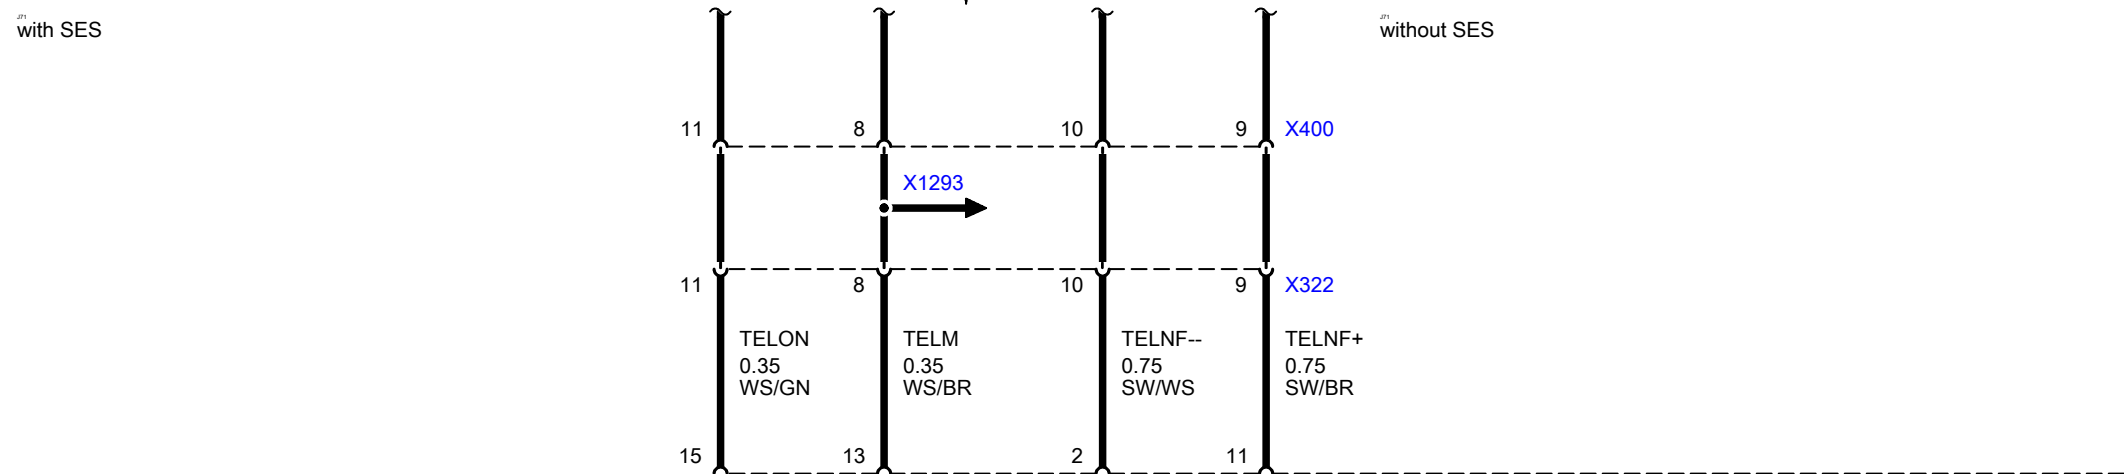 J71
with SES
J71
without SES
11 8 10 9 X400
X1293
11 8 10 9 X322
TELON TELM TELNF-- TELNF+
0.35 0.35 0.75 0.75
WS/GN WS/BR SW/WS SW/BR
15 13 2 11